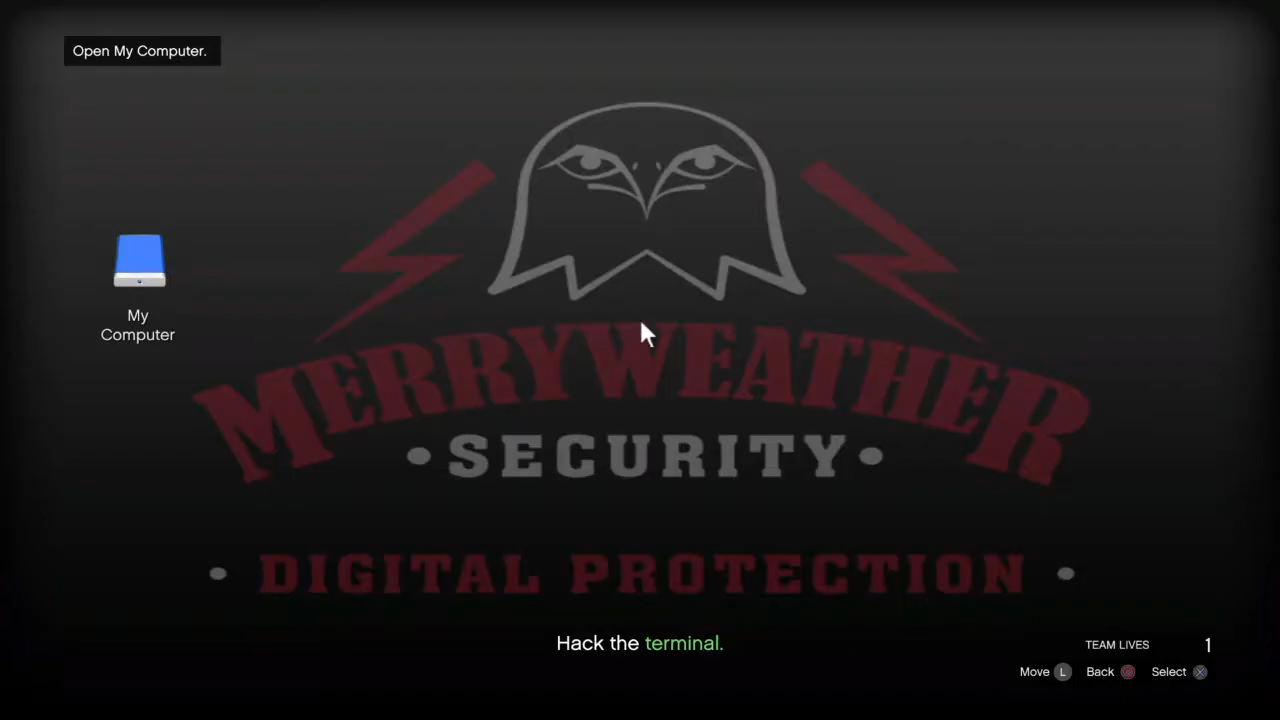 Open My Computer.
My
Computer
MERRYWEATHER
• SECURITY •
• DIGITAL PROTECTION •
Hack the terminal.
TEAM LIVES 1
Move L Back Select